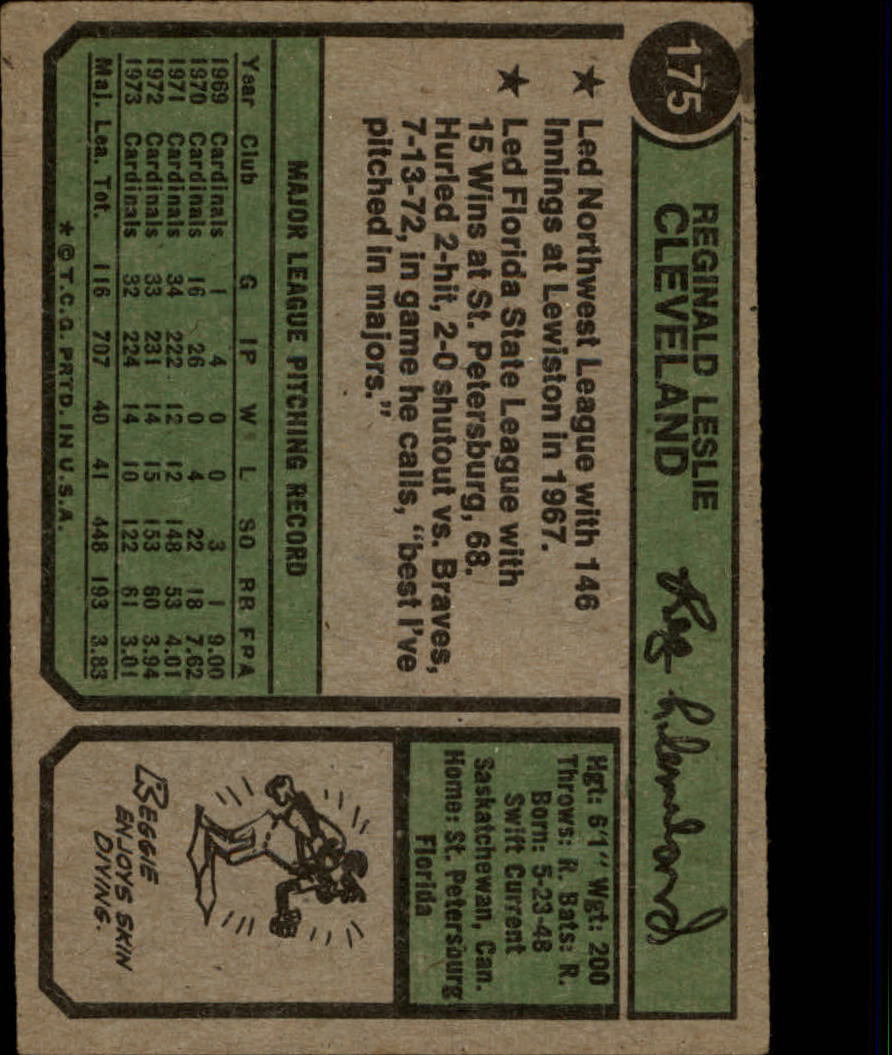 175
REGINALD LESLIE
CLEVELAND
Reg Cleveland
★ Led Northwest League with 146
Innings at Lewiston in 1967.
★ Led Florida State League with
15 Wins at St. Petersburg, 68.
Hurled 2-hit, 2-0 shutout vs. Braves,
7-13-72, in game he calls, “best I've
pitched in majors.”
Hgt: 6'1" Wgt: 200
Throws: R. Bats: R.
Born: 5-23-48
Swift Current
Saskatchewan, Can.
Home: St. Petersburg
Florida
MAJOR LEAGUE PITCHING RECORD
Year Club G IP W L SO BB ERA
1969 Cardinals 1 4 0 0 3 1 9.00
1970 Cardinals 16 26 0 4 22 18 7.62
1971 Cardinals 34 222 12 12 148 53 4.01
1972 Cardinals 33 231 14 15 153 60 3.94
1973 Cardinals 32 224 14 10 122 61 3.01
Maj. Lea. Tot. 116 707 40 41 448 193 3.83
* © T.C.G. PRTD. IN U.S.A.
REGGIE
ENJOYS SKIN
DIVING.